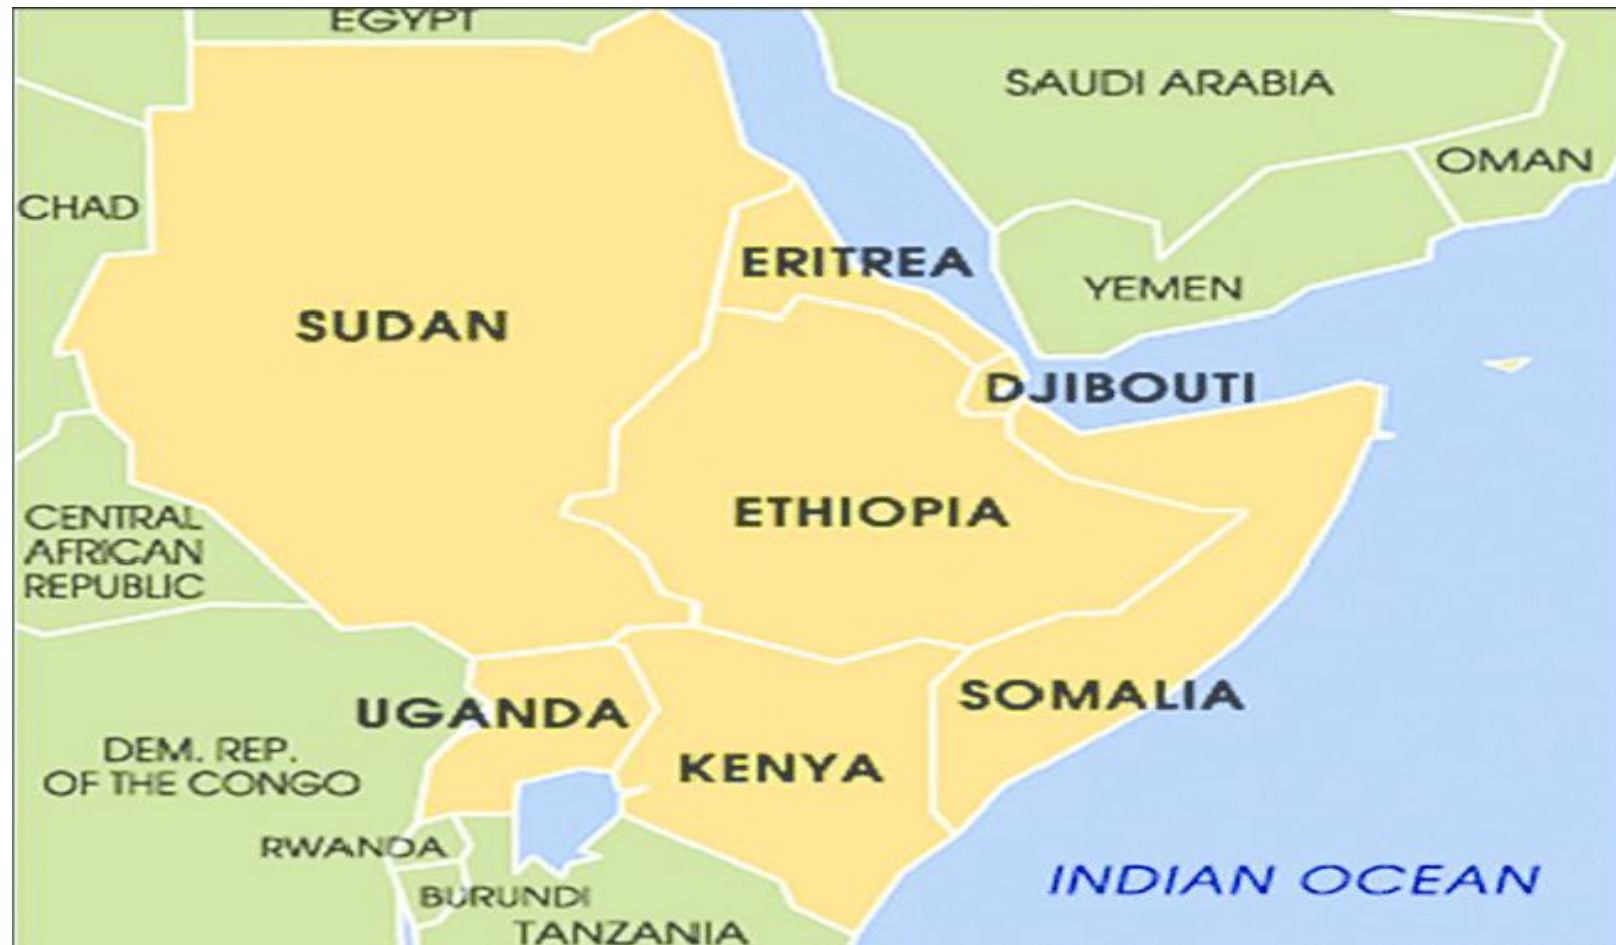 EGYPT
SAUDI ARABIA
OMAN
CHAD
ERITREA
YEMEN
SUDAN
DJIBOUTI
ETHIOPIA
CENTRAL
AFRICAN
REPUBLIC
SOMALIA
UGANDA
DEM. REP.
OF THE CONGO
KENYA
RWANDA
INDIAN OCEAN
BURUNDI
TANZANIA